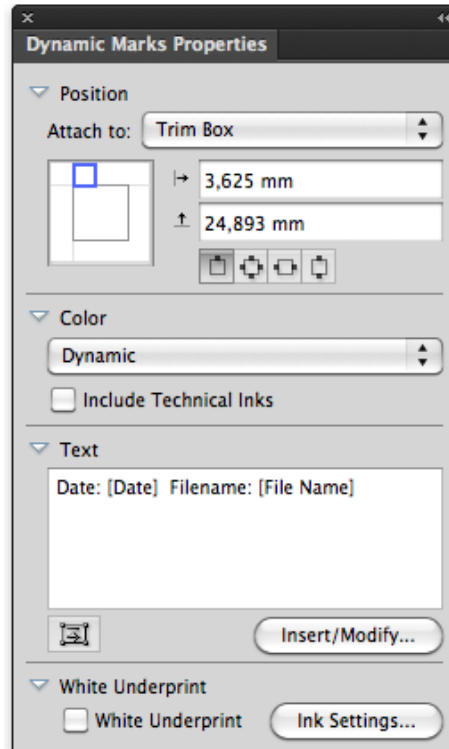 Dynamic Marks Properties
Position
Attach to: Trim Box
3,625 mm
24,893 mm
Color
Dynamic
Include Technical Inks
Text
Date: [Date]  Filename: [File Name]
Insert/Modify...
White Underprint
White Underprint Ink Settings...